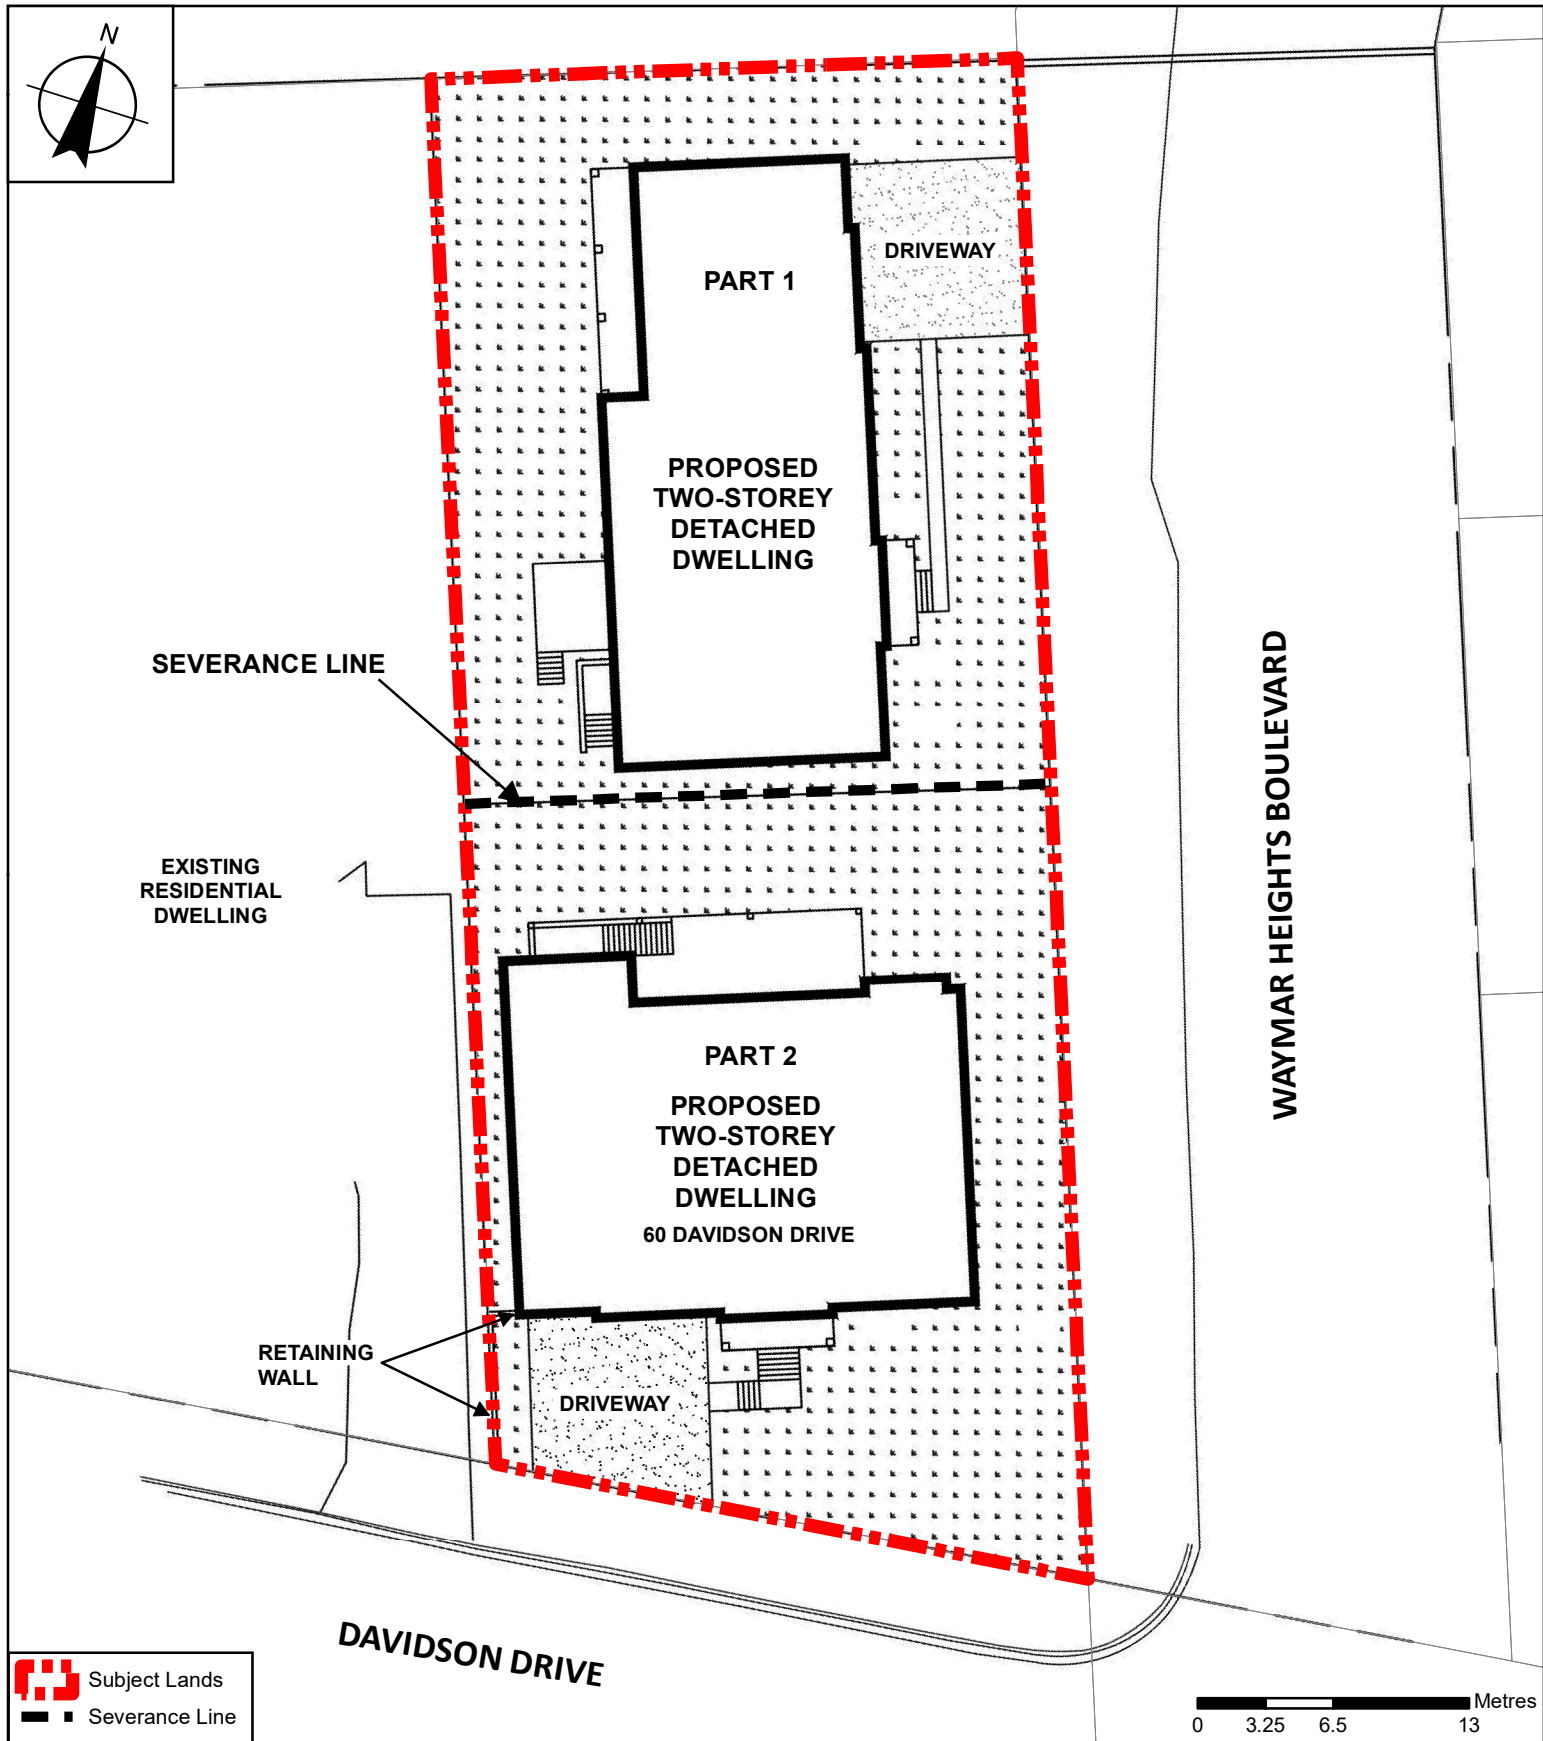 N
DRIVEWAY
PART 1
PROPOSED
TWO-STOREY
DETACHED
DWELLING
SEVERANCE LINE
WAYMAR HEIGHTS BOULEVARD
EXISTING
RESIDENTIAL
DWELLING
PART 2
PROPOSED
TWO-STOREY
DETACHED
DWELLING
60 DAVIDSON DRIVE
RETAINING
WALL
DRIVEWAY
DAVIDSON DRIVE
Subject Lands
Severance Line
Metres
0 3.25 6.5 13